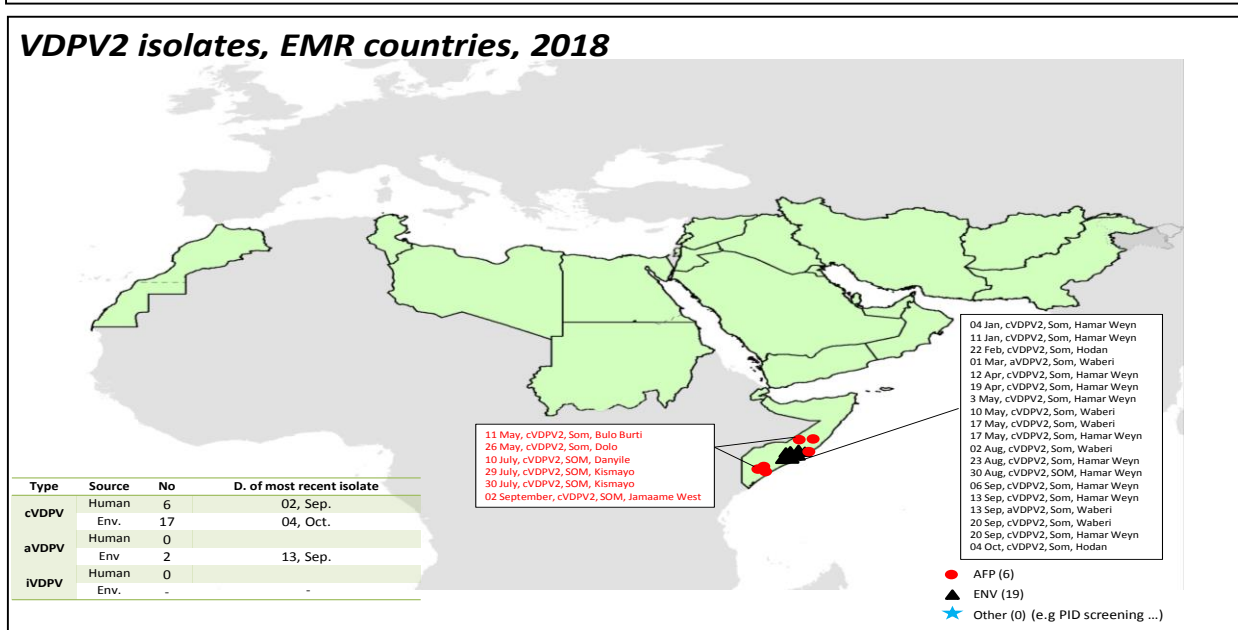 VDPV2 isolates, EMR countries, 2018
04 Jan, cVDPV2, Som, Hamar Weyn
11 Jan, cVDPV2, Som, Hamar Weyn
22 Feb, cVDPV2, Som, Hodan
01 Mar, aVDPV2, Som, Waberi
12 Apr, cVDPV2, Som, Hamar Weyn
19 Apr, cVDPV2, Som, Hamar Weyn
3 May, cVDPV2, Som, Hamar Weyn
10 May, cVDPV2, Som, Waberi
17 May, cVDPV2, Som, Waberi
17 May, cVDPV2, Som, Hamar Weyn
02 Aug, cVDPV2, Som, Waberi
23 Aug, cVDPV2, Som, Hamar Weyn
30 Aug, cVDPV2, SOM, Hamar Weyn
06 Sep, cVDPV2, Som, Hamar Weyn
13 Sep, cVDPV2, Som, Hamar Weyn
13 Sep, aVDPV2, Som, Waberi
20 Sep, cVDPV2, Som, Waberi
20 Sep, cVDPV2, Som, Hamar Weyn
04 Oct, cVDPV2, Som, Hodan
11 May, cVDPV2, Som, Bulo Burti
26 May, cVDPV2, Som, Dolo
10 July, cVDPV2, SOM, Danyile
29 July, cVDPV2, SOM, Kismayo
30 July, cVDPV2, SOM, Kismayo
02 September, cVDPV2, SOM, Jamaame West
Type Source No D. of most recent isolate
cVDPV Human 6 02, Sep.
Env. 17 04, Oct.
aVDPV Human 0
Env 2 13, Sep.
iVDPV Human 0
Env. - -
AFP (6)
ENV (19)
Other (0) (e.g PID screening ...)